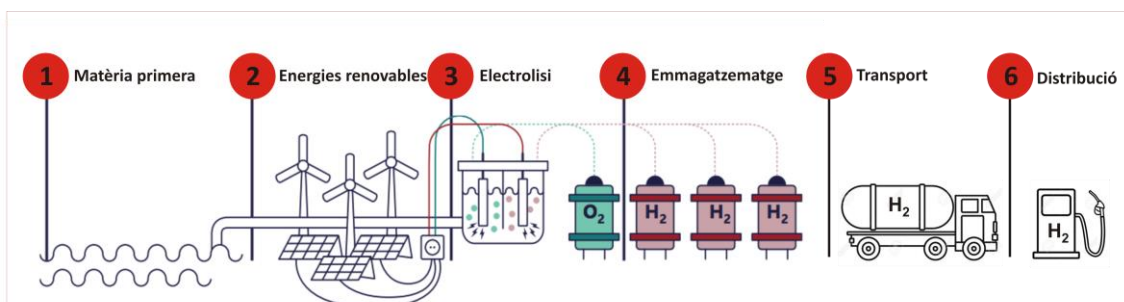 1 Matèria primera
2 Energies renovables
3 Electrolisi
4 Emmagatzematge
5 Transport
6 Distribució
O₂
H₂
H₂
H₂
H₂
H₂